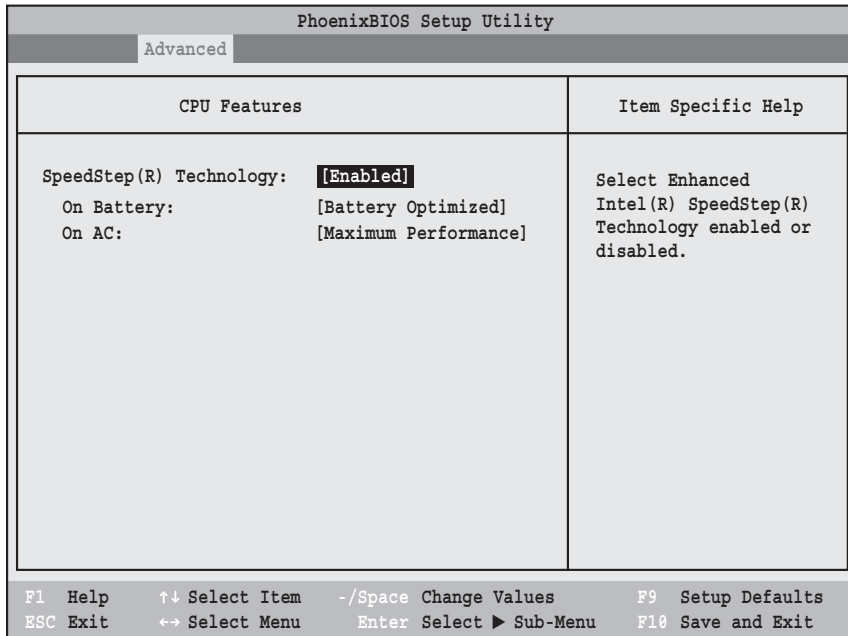 PhoenixBIOS Setup Utility
Advanced
CPU Features
Item Specific Help
SpeedStep(R) Technology: [Enabled]
On Battery: [Battery Optimized]
On AC: [Maximum Performance]
Select Enhanced
Intel(R) SpeedStep(R)
Technology enabled or
disabled.
F1 Help ↑↓ Select Item -/Space Change Values F9 Setup Defaults
ESC Exit ←→ Select Menu Enter Select ▶ Sub-Menu F10 Save and Exit